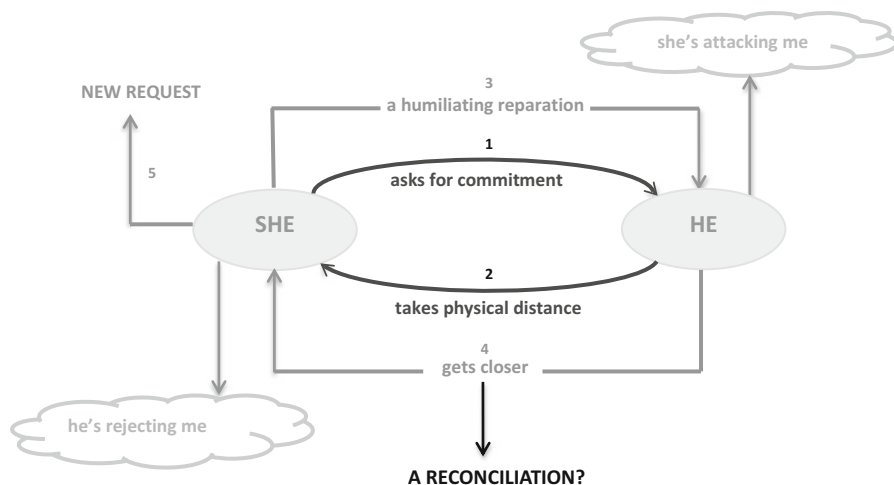 she's attacking me
NEW REQUEST
3
a humiliating reparation
1
asks for commitment
5
SHE
HE
2
takes physical distance
4
gets closer
he's rejecting me
A RECONCILIATION?